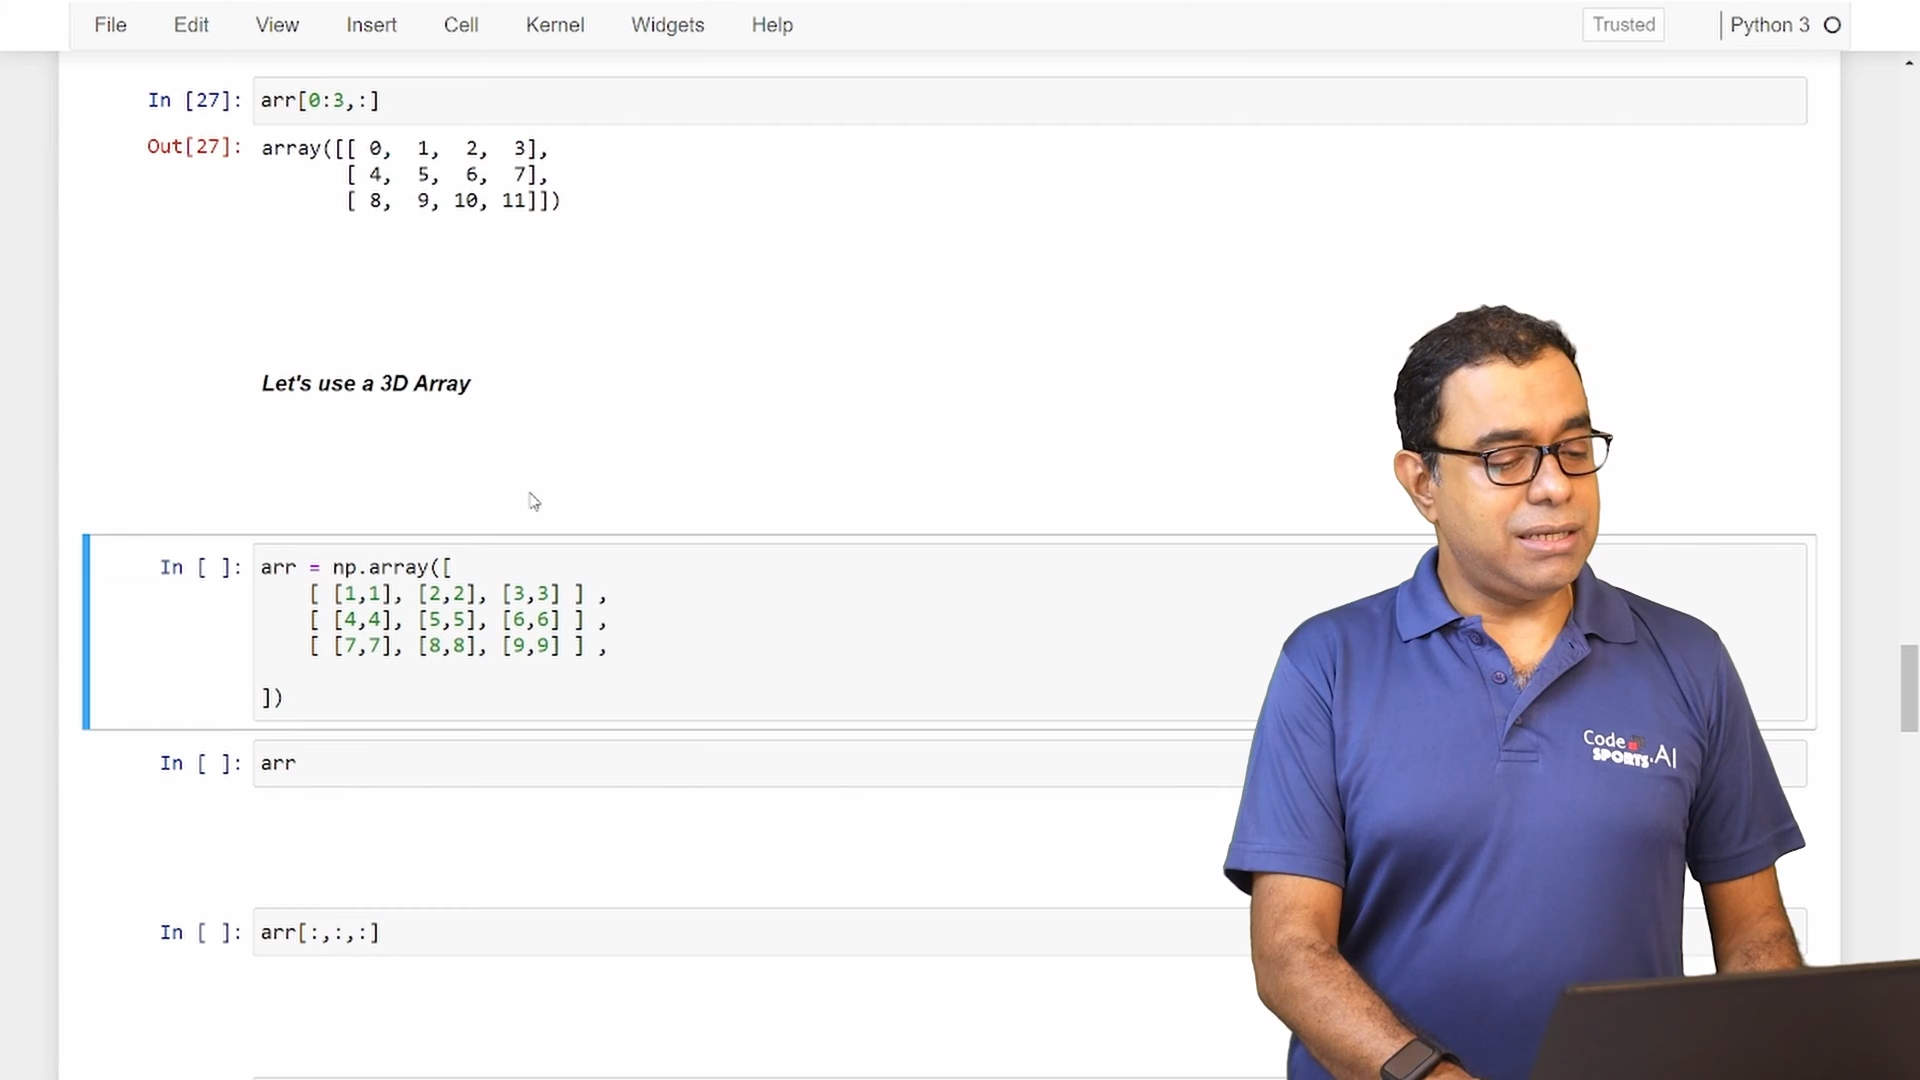 File Edit View Insert Cell Kernel Widgets Help Trusted Python 3
In [27]: arr[0:3,:]
Out[27]: array([[ 0, 1, 2, 3],
[ 4, 5, 6, 7],
[ 8, 9, 10, 11]])
Let's use a 3D Array
In [ ]: arr = np.array([
[ [1,1], [2,2], [3,3] ] ,
[ [4,4], [5,5], [6,6] ] ,
[ [7,7], [8,8], [9,9] ] ,
])
In [ ]: arr
In [ ]: arr[:,:,:]
Code
SPORTS.AI